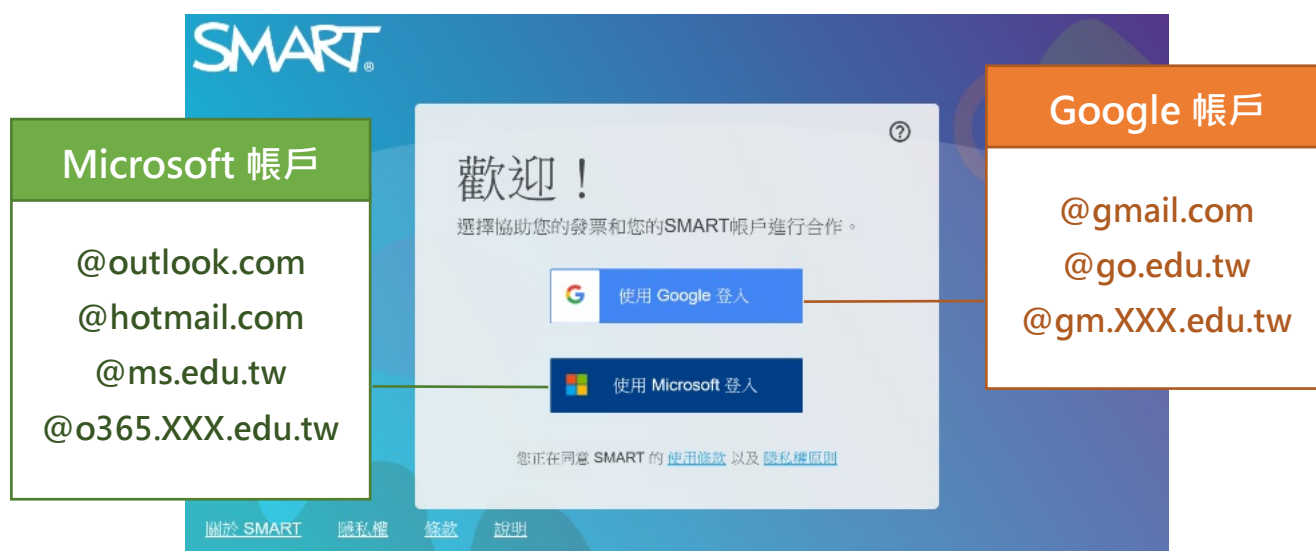 SMART®
Microsoft 帳戶
@outlook.com
@hotmail.com
@ms.edu.tw
@o365.XXX.edu.tw
歡迎！
選擇協助您的發票和您的SMART帳戶進行合作。
使用 Google 登入
使用 Microsoft 登入
您正在同意 SMART 的 使用條款 以及 隱私權原則
Google 帳戶
@gmail.com
@go.edu.tw
@gm.XXX.edu.tw
關於 SMART 隱私權 條款 說明